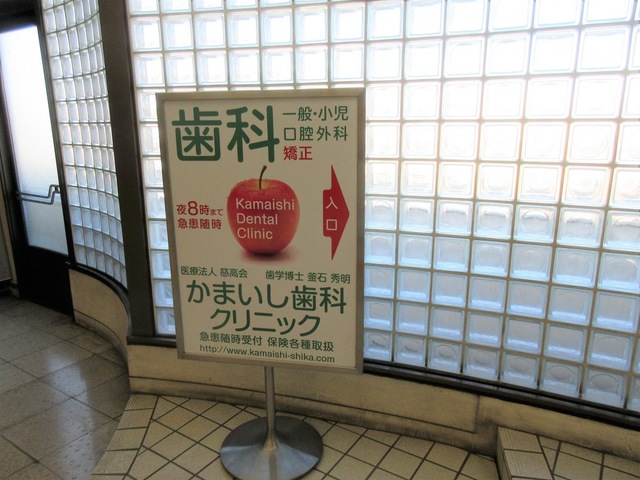 歯科
一般・小児
口腔外科
矯正
夜8時まで
急患随時
Kamaishi
Dental
Clinic
入口
医療法人 慈高会 歯学博士 釜石 秀明
かまいし歯科
クリニック
急患随時受付 保険各種取扱
http://www.kamaishi-shika.com